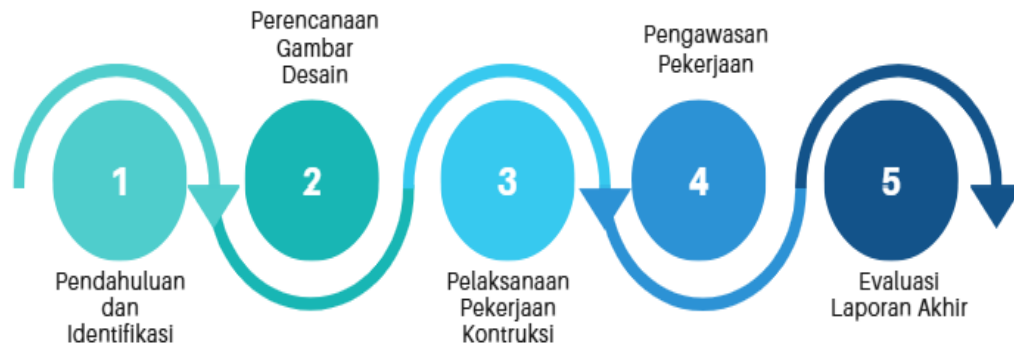 1
Pendahuluan
dan
Identifikasi
Perencanaan
Gambar
Desain
2
3
Pelaksanaan
Pekerjaan
Kontruksi
Pengawasan
Pekerjaan
4
5
Evaluasi
Laporan Akhir